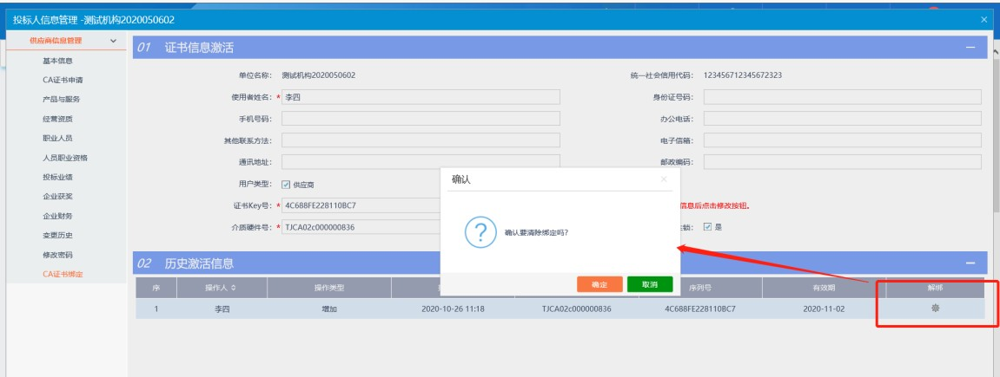 投标人信息管理 -测试机构2020050602
供应商信息管理
基本信息
CA证书申请
产品与服务
经营资质
职业人员
人员职业资格
投标业绩
企业获奖
企业财务
变更历史
修改密码
CA证书绑定
01 证书信息激活
单位名称: 测试机构2020050602 统一社会信用代码: 123456712345672323
使用者姓名: * 李四 身份证号码:
手机号码: 办公电话:
其他联系方法: 电子信箱:
通讯地址: 邮政编码:
用户类型: 供应商
证书Key号: * 4C688FE228110BC7 信息后点击修改按钮。
介质硬件号: * TJCA02c000000836 锁: 是
确认
确认要清除绑定吗?
确定 取消
02 历史激活信息
序 操作人 操作类型 序列号 有效期 解绑
1 李四 增加 2020-10-26 11:18 TJCA02c000000836 4C688FE228110BC7 2020-11-02